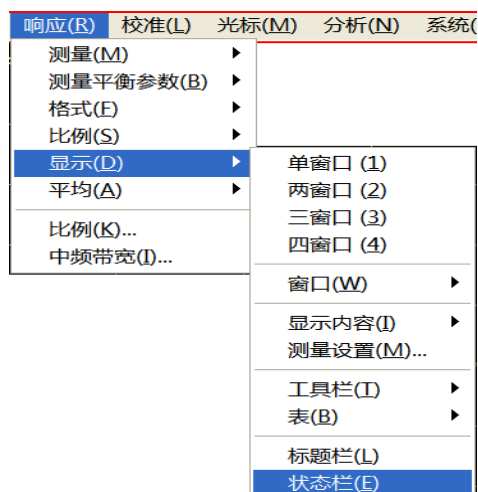 响应(R) 校准(L) 光标(M) 分析(N) 系统(
测量(M)
测量平衡参数(B)
格式(F)
比例(S)
显示(D)
平均(A)
比例(K)...
中频带宽(I)...
单窗口 (1)
两窗口 (2)
三窗口 (3)
四窗口 (4)
窗口(W)
显示内容(I)
测量设置(M)...
工具栏(T)
表(B)
标题栏(L)
状态栏(E)